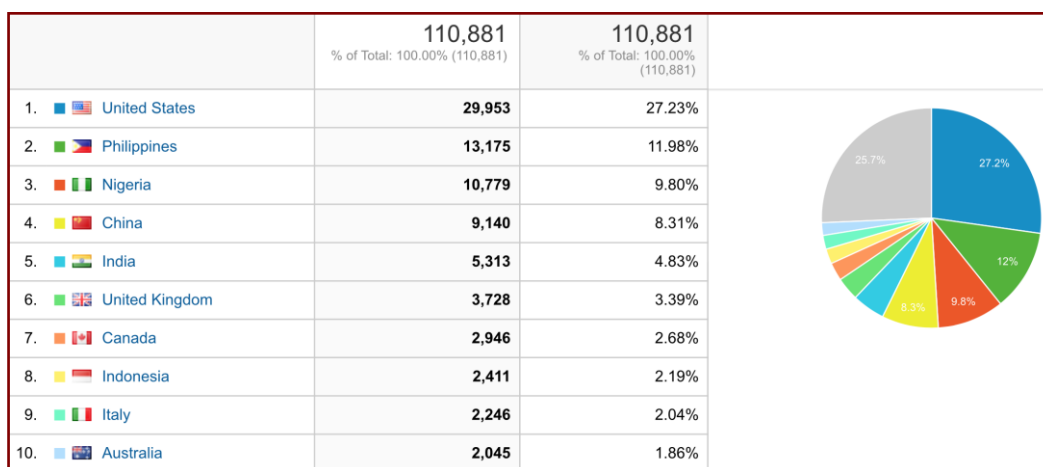 110,881 110,881
% of Total: 100.00% (110,881) % of Total: 100.00%
(110,881)
1. United States 29,953 27.23%
2. Philippines 13,175 11.98%
3. Nigeria 10,779 9.80%
4. China 9,140 8.31%
5. India 5,313 4.83%
6. United Kingdom 3,728 3.39%
7. Canada 2,946 2.68%
8. Indonesia 2,411 2.19%
9. Italy 2,246 2.04%
10. Australia 2,045 1.86%
25.7% 27.2%
12%
9.8%
8.3%